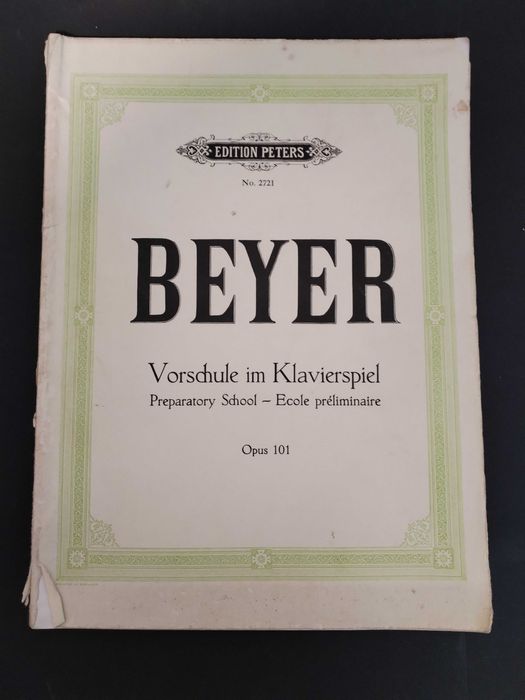 EDITION PETERS
No. 2721
BEYER
Vorschule im Klavierspiel
Preparatory School – Ecole préliminaire
Opus 101